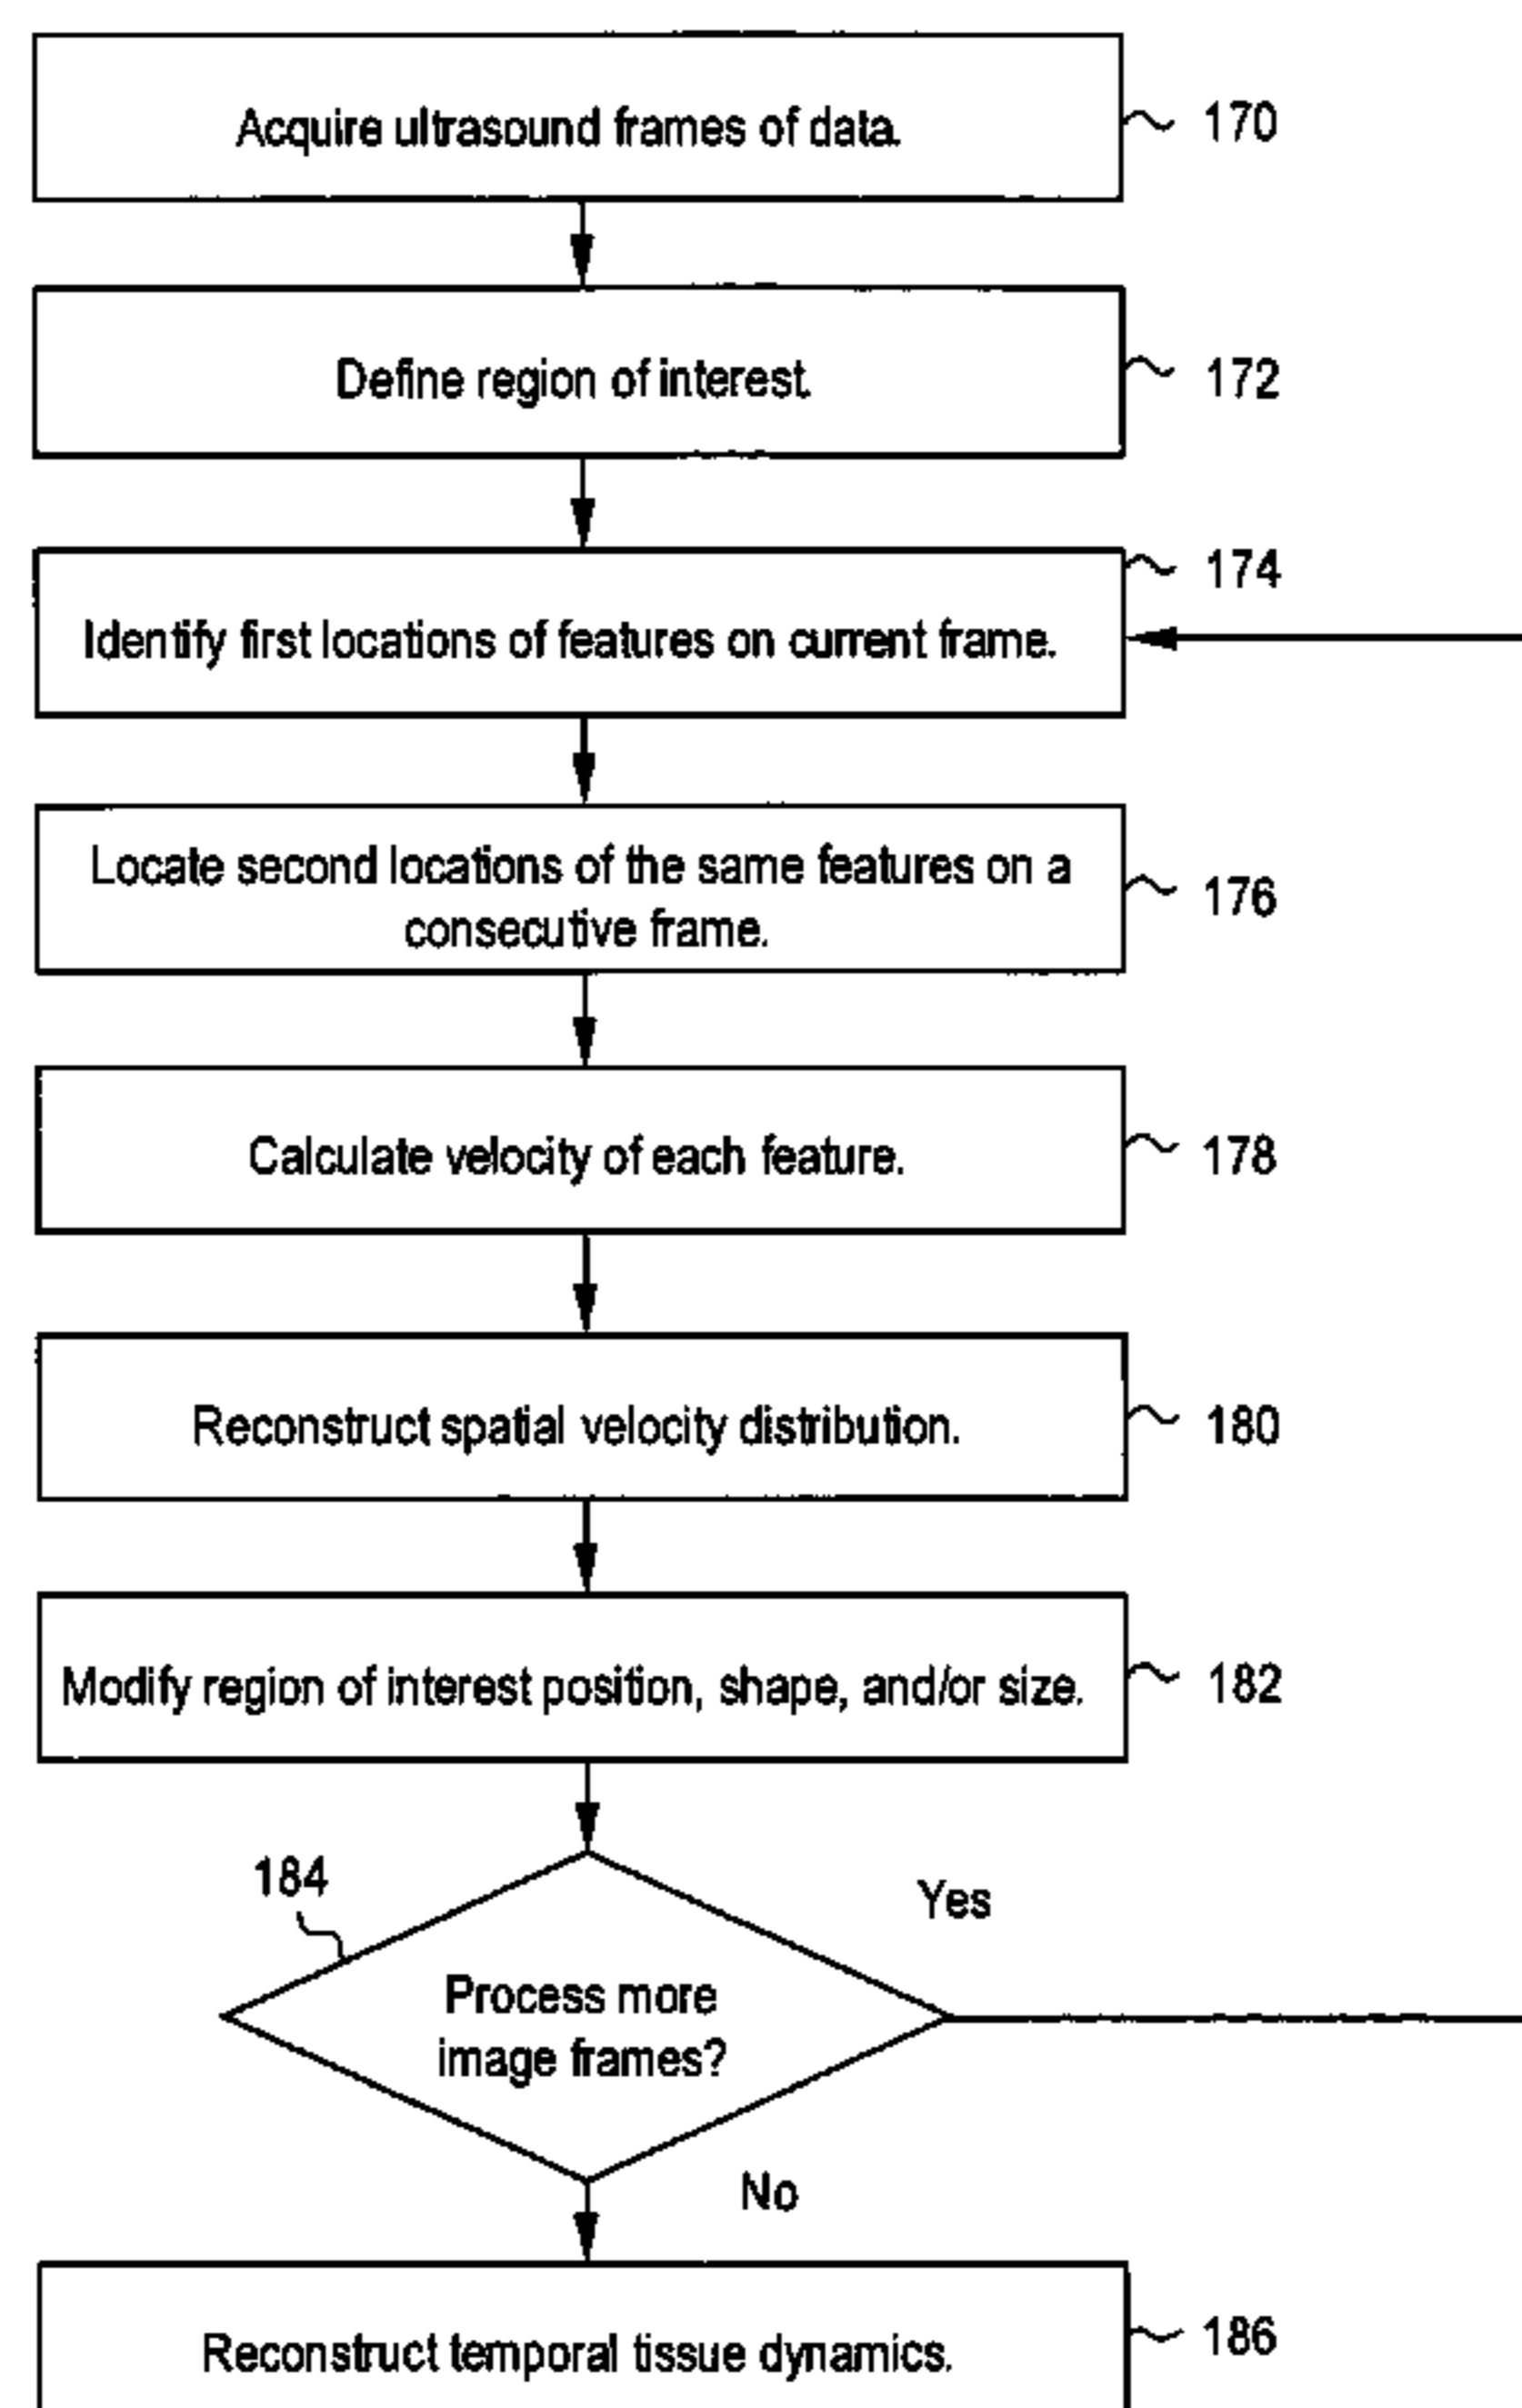 Acquire ultrasound frames of data.
170
Define region of interest.
172
174
Identify first locations of features on current frame.
Locate second locations of the same features on a
consecutive frame.
176
Calculate velocity of each feature.
178
Reconstruct spatial velocity distribution.
180
Modify region of interest position, shape, and/or size.
182
184
Yes
Process more
image frames?
No
Reconstruct temporal tissue dynamics.
186